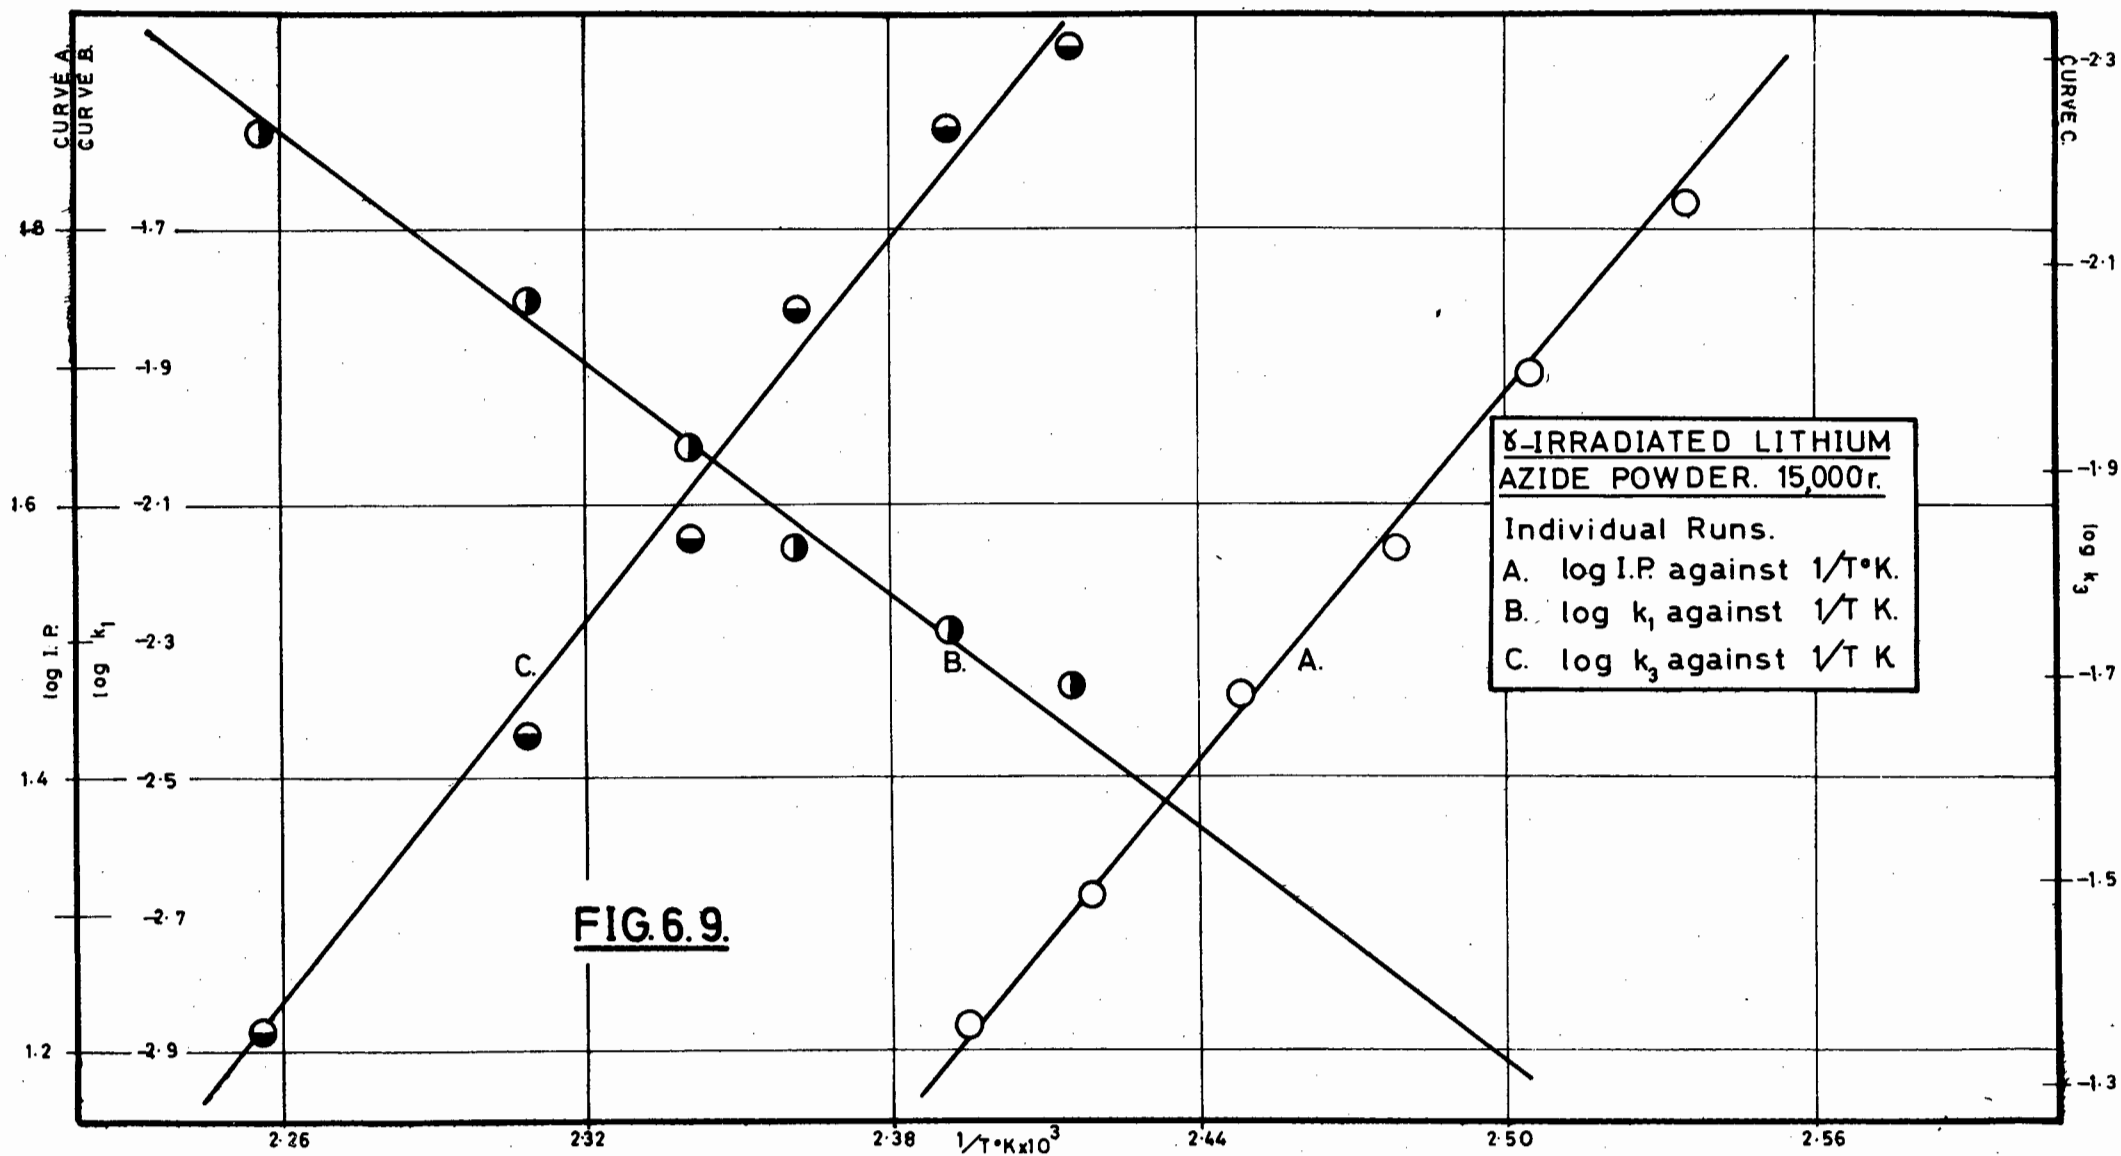 CURVE A.
CURVE B.
CURVE C.
1.8
1.6
1.4
1.2
log I.P.
-1.7
-1.9
-2.1
-2.3
-2.5
-2.7
-2.9
log k₁
-2.3
-2.1
-1.9
-1.7
-1.5
-1.3
log k₃
C.
B.
A.
γ-IRRADIATED LITHIUM
AZIDE POWDER. 15,000r.
Individual Runs.
A. log I.P. against 1/T°K.
B. log k₁ against 1/T K.
C. log k₃ against 1/T K
FIG. 6.9.
2.26
2.32
2.38
1/T°K×10³
2.44
2.50
2.56